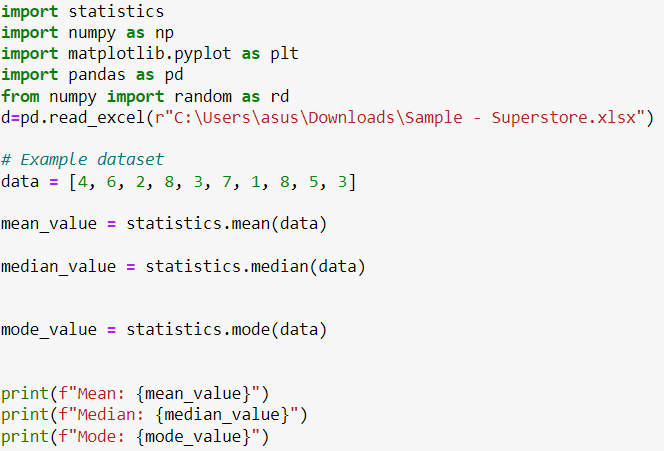 import statistics
import numpy as np
import matplotlib.pyplot as plt
import pandas as pd
from numpy import random as rd
d=pd.read_excel(r"C:\Users\asus\Downloads\Sample - Superstore.xlsx")
# Example dataset
data = [4, 6, 2, 8, 3, 7, 1, 8, 5, 3]
mean_value = statistics.mean(data)
median_value = statistics.median(data)
mode_value = statistics.mode(data)
print(f"Mean: {mean_value}")
print(f"Median: {median_value}")
print(f"Mode: {mode_value}")